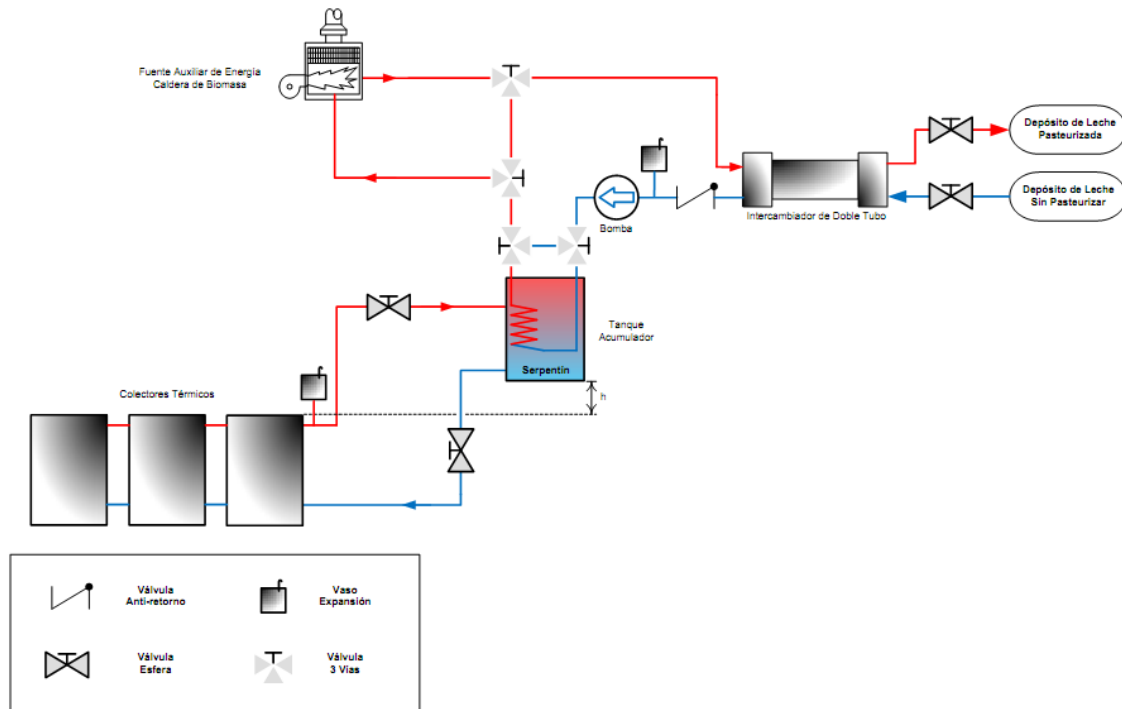 Fuente Auxiliar de Energía
Caldera de Biomasa
Depósito de Leche
Pasteurizada
Depósito de Leche
Sin Pasteurizar
Intercambiador de Doble Tubo
Bomba
Tanque
Acumulador
Serpentín
h
Colectores Térmicos
Válvula
Anti-retorno
Vaso
Expansión
Válvula
Esfera
Válvula
3 Vías